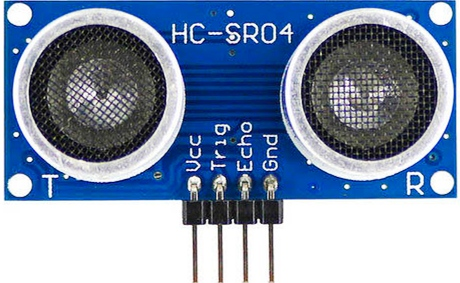 HC-SR04
Vcc
Trig
Echo
Gnd
T
R